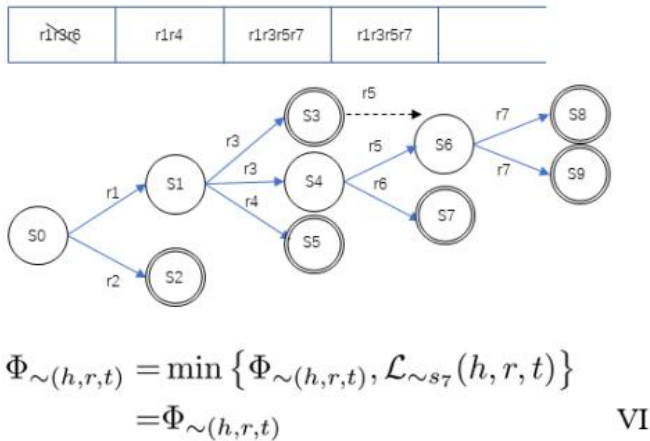 r1r3r6 r1r4 r1r3r5r7 r1r3r5r7
r5
S3
r7
S8
r3
r5
S6
r3
r7
S1
S4
S9
r1
r4
r6
S7
S0
S5
r2
S2
Φ∼(h,r,t) = min {Φ∼(h,r,t), ℒ∼s7(h, r, t)}
=Φ∼(h,r,t) VI